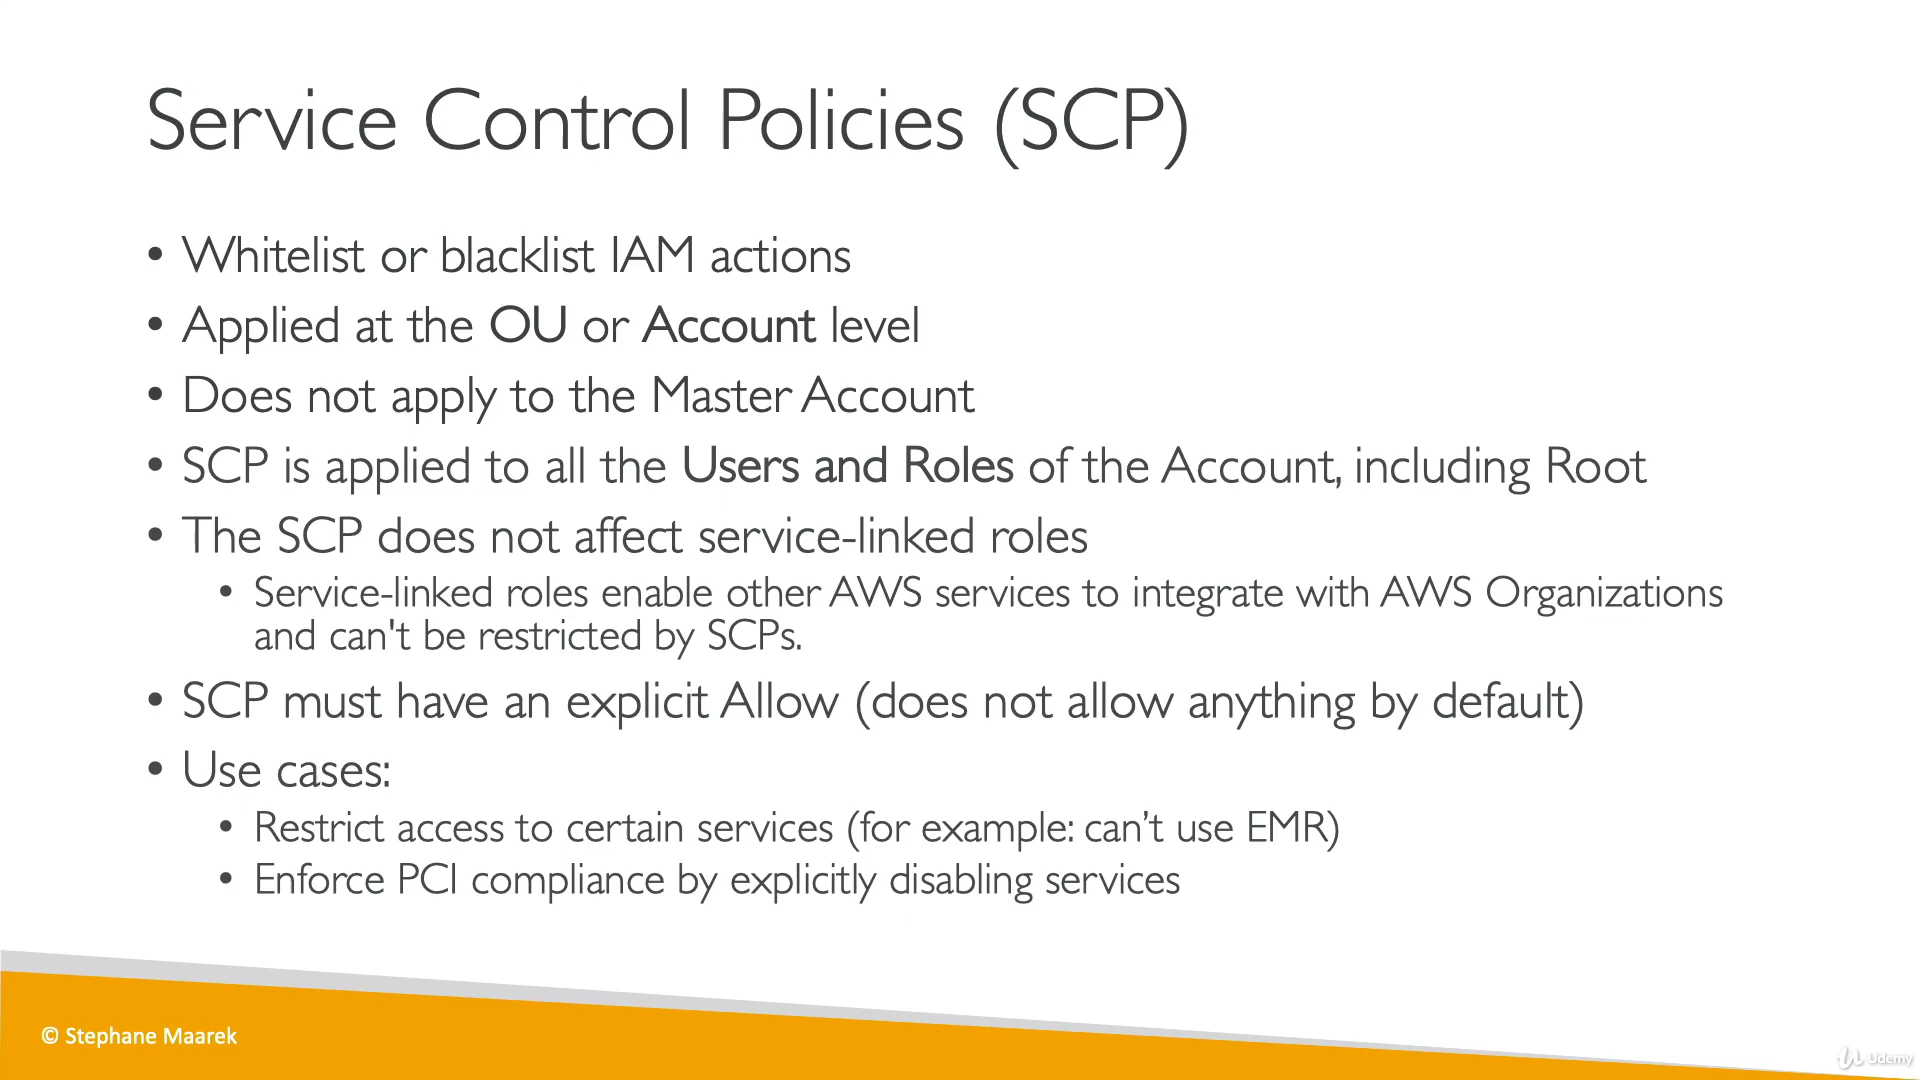 Service Control Policies (SCP)
• Whitelist or blacklist IAM actions
• Applied at the OU or Account level
• Does not apply to the Master Account
• SCP is applied to all the Users and Roles of the Account, including Root
• The SCP does not affect service-linked roles
• Service-linked roles enable other AWS services to integrate with AWS Organizations
and can't be restricted by SCPs.
• SCP must have an explicit Allow (does not allow anything by default)
• Use cases:
• Restrict access to certain services (for example: can’t use EMR)
• Enforce PCI compliance by explicitly disabling services
© Stephane Maarek
Udemy